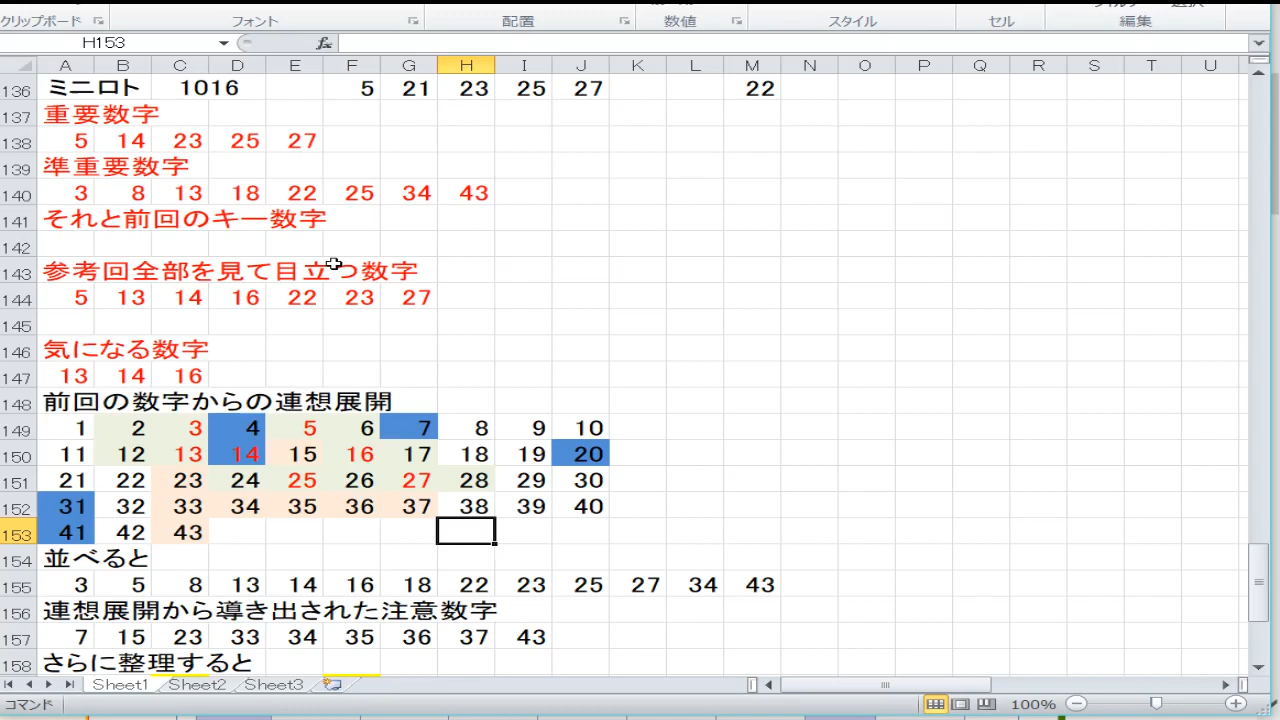 クリップボード フォント 配置 数値 スタイル セル 編集
H153 fx
A B C D E F G H I J K L M N O P Q R S T U
136 ミニロト 1016 5 21 23 25 27 22
137 重要数字
138 5 14 23 25 27
139 準重要数字
140 3 8 13 18 22 25 34 43
141 それと前回のキー数字
142
143 参考回全部を見て目立つ数字
144 5 13 14 16 22 23 27
145
146 気になる数字
147 13 14 16
148 前回の数字からの連想展開
149 1 2 3 4 5 6 7 8 9 10
150 11 12 13 14 15 16 17 18 19 20
151 21 22 23 24 25 26 27 28 29 30
152 31 32 33 34 35 36 37 38 39 40
153 41 42 43
154 並べると
155 3 5 8 13 14 16 18 22 23 25 27 34 43
156 連想展開から導き出された注意数字
157 7 15 23 33 34 35 36 37 43
158 さらに整理すると
Sheet1 Sheet2 Sheet3
コマンド 100%